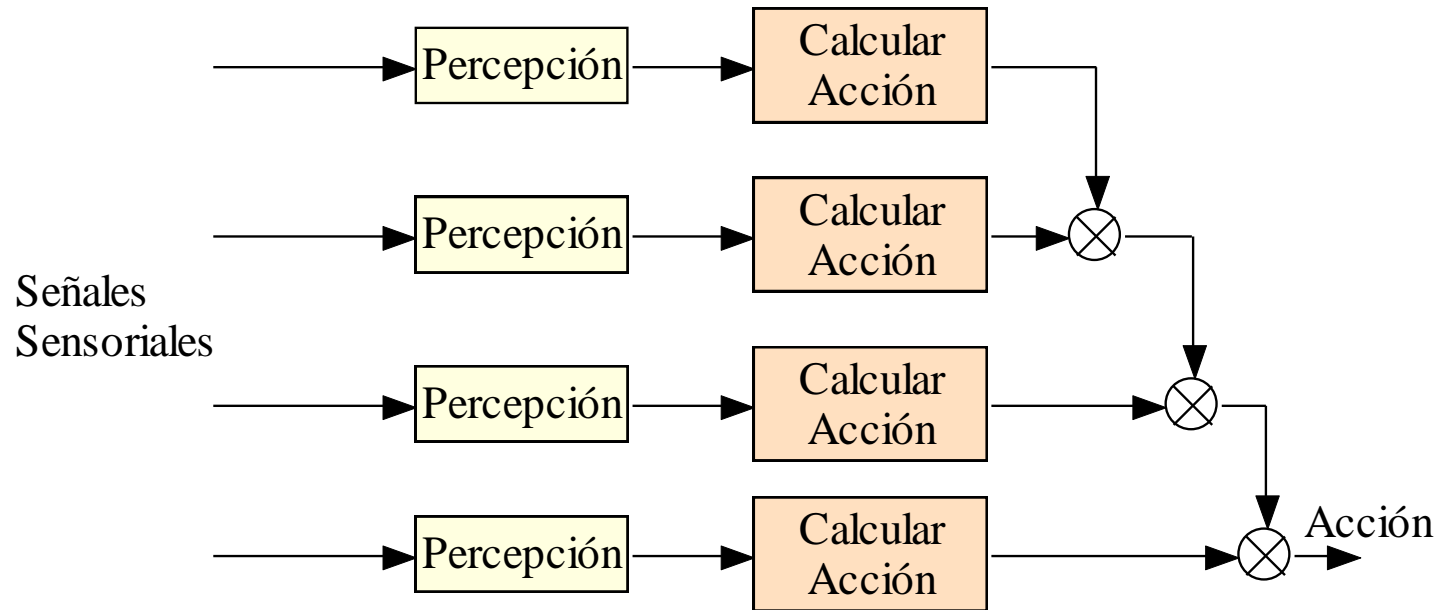 Percepción
Calcular
Acción
Percepción
Calcular
Acción
Señales
Sensoriales
Percepción
Calcular
Acción
Percepción
Calcular
Acción
Acción